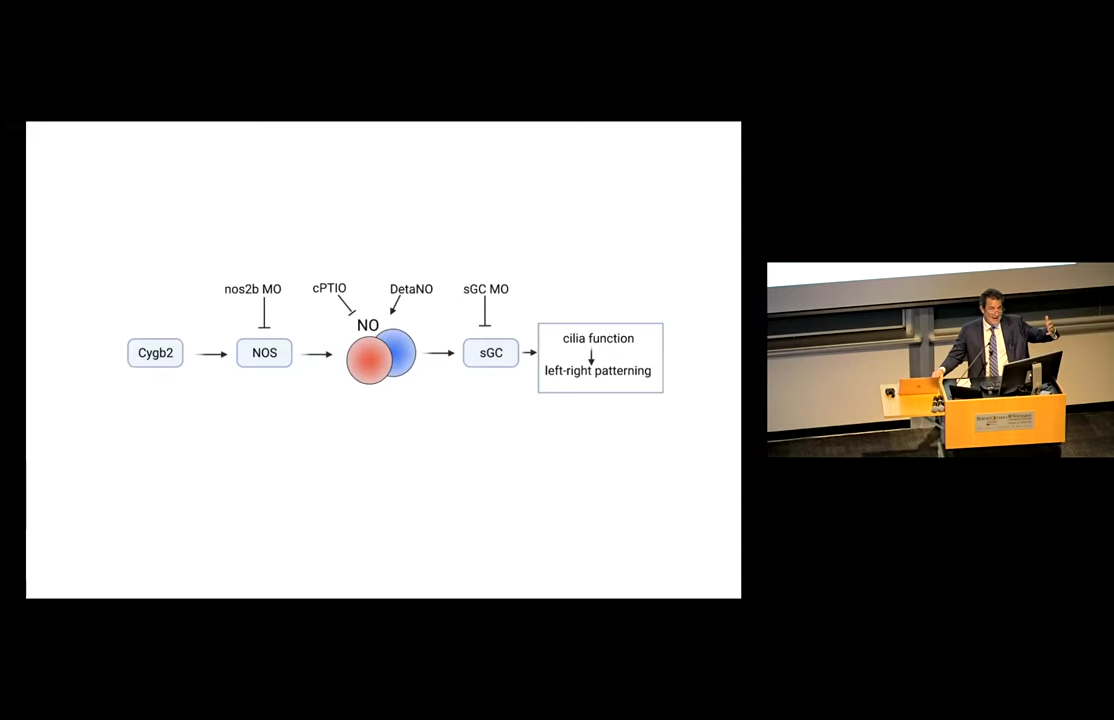 nos2b MO
cPTIO
DetaNO
sGC MO
NO
Cygb2
NOS
sGC
cilia function
left-right patterning